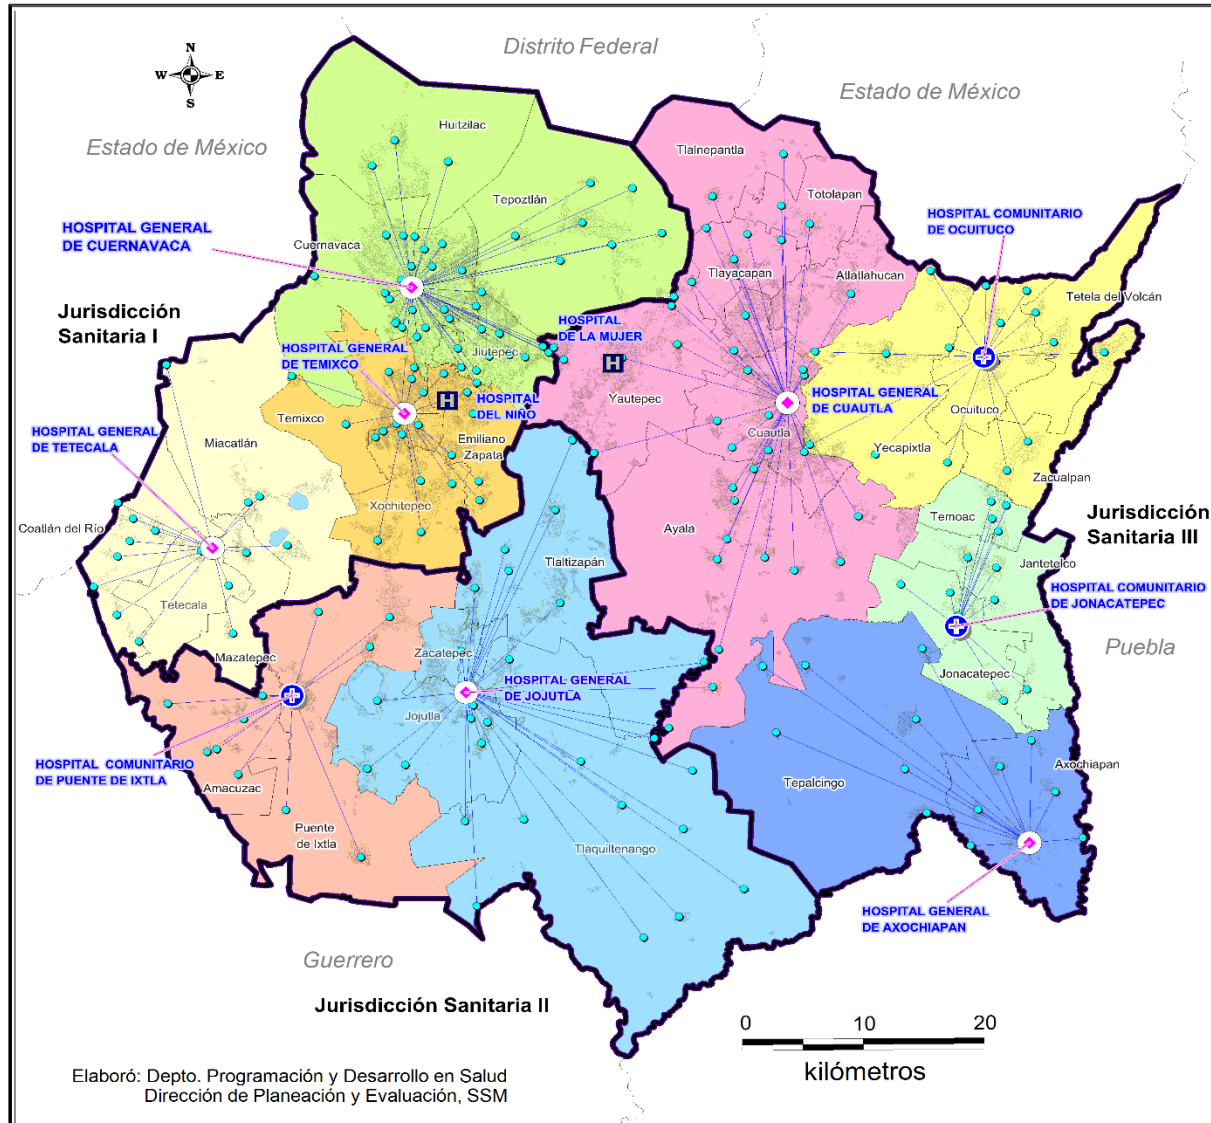 Distrito Federal
N
W E
S
Estado de México
Estado de México
Huitzilac
Tlalnepantla
Totolapan
Tepoztlán
HOSPITAL GENERAL
DE CUERNAVACA
HOSPITAL COMUNITARIO
DE OCUITUCO
Cuernavaca
Tlayacapan
Atlatlahucan
Tetela del Volcán
Jurisdicción
Sanitaria I
HOSPITAL
DE LA MUJER
HOSPITAL GENERAL
DE TEMIXCO
Jiutepec
HOSPITAL
DEL NIÑO
Yautepec
HOSPITAL GENERAL
DE CUAUTLA
Ocuituco
Temixco
HOSPITAL GENERAL
DE TETECALA
Miacatlán
Emiliano
Zapata
Cuautla
Yecapixtla
Zacualpan
Xochitepec
Coatlán del Río
Ayala
Temoac
Jurisdicción
Sanitaria III
Tlaltizapán
Jantetelco
HOSPITAL COMUNITARIO
DE JONACATEPEC
Tetecala
Puebla
Mazatepec
Zacatepec
Jonacatepec
HOSPITAL GENERAL
DE JOJUTLA
Jojutla
HOSPITAL COMUNITARIO
DE PUENTE DE IXTLA
Amacuzac
Tepalcingo
Axochiapan
Puente
de Ixtla
Tlaquiltenango
HOSPITAL GENERAL
DE AXOCHIAPAN
Guerrero
Jurisdicción Sanitaria II
0 10 20
kilómetros
Elaboró: Depto. Programación y Desarrollo en Salud
Dirección de Planeación y Evaluación, SSM